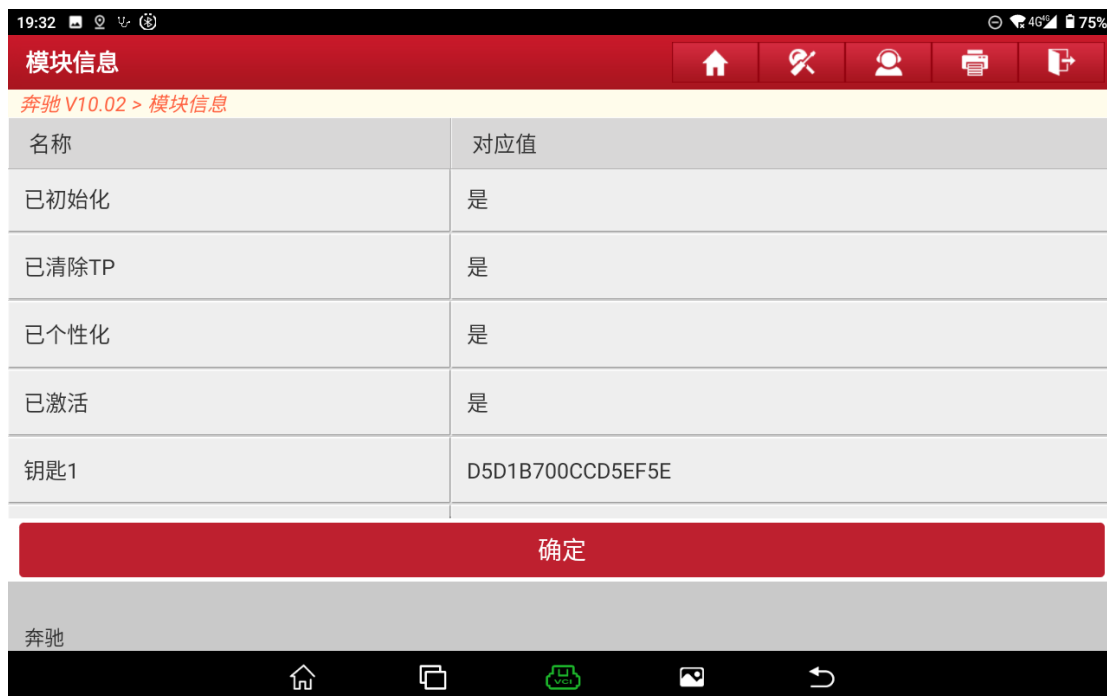 19:32 75%
模块信息
奔驰 V10.02 > 模块信息
名称 对应值
已初始化 是
已清除TP 是
已个性化 是
已激活 是
钥匙1 D5D1B700CCD5EF5E
确定
奔驰
VCI